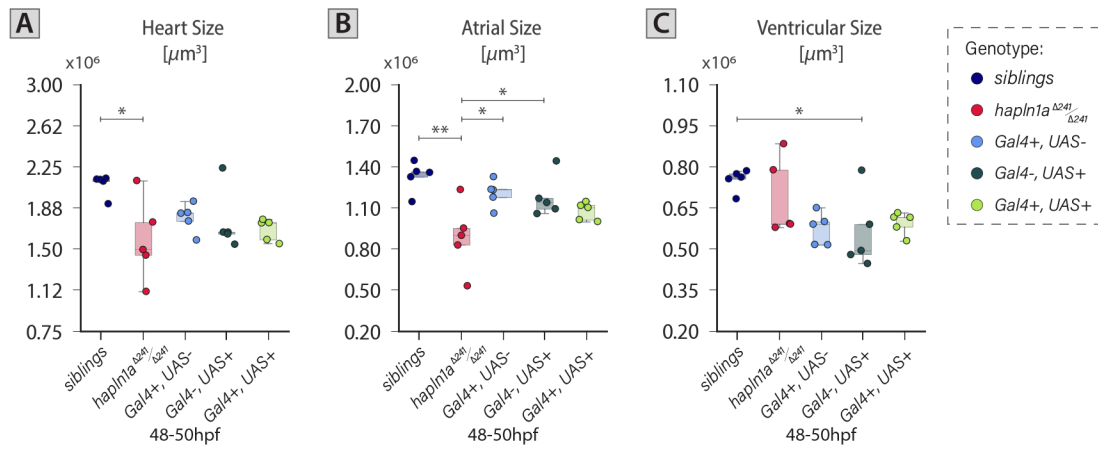 A
Heart Size
[µm³]
x10⁶
3.00
2.62
2.25
1.88
1.50
1.12
0.75
*
siblings
hapln1a^Δ241/Δ241
Gal4+, UAS-
Gal4-, UAS+
Gal4+, UAS+
48-50hpf
B
Atrial Size
[µm³]
x10⁶
2.00
1.70
1.40
1.10
0.80
0.50
0.20
*
*
**
siblings
hapln1a^Δ241/Δ241
Gal4+, UAS-
Gal4-, UAS+
Gal4+, UAS+
48-50hpf
C
Ventricular Size
[µm³]
x10⁶
1.10
0.95
0.80
0.65
0.50
0.35
0.20
*
siblings
hapln1a^Δ241/Δ241
Gal4+, UAS-
Gal4-, UAS+
Gal4+, UAS+
48-50hpf
Genotype:
siblings
hapln1a^Δ241/Δ241
Gal4+, UAS-
Gal4-, UAS+
Gal4+, UAS+